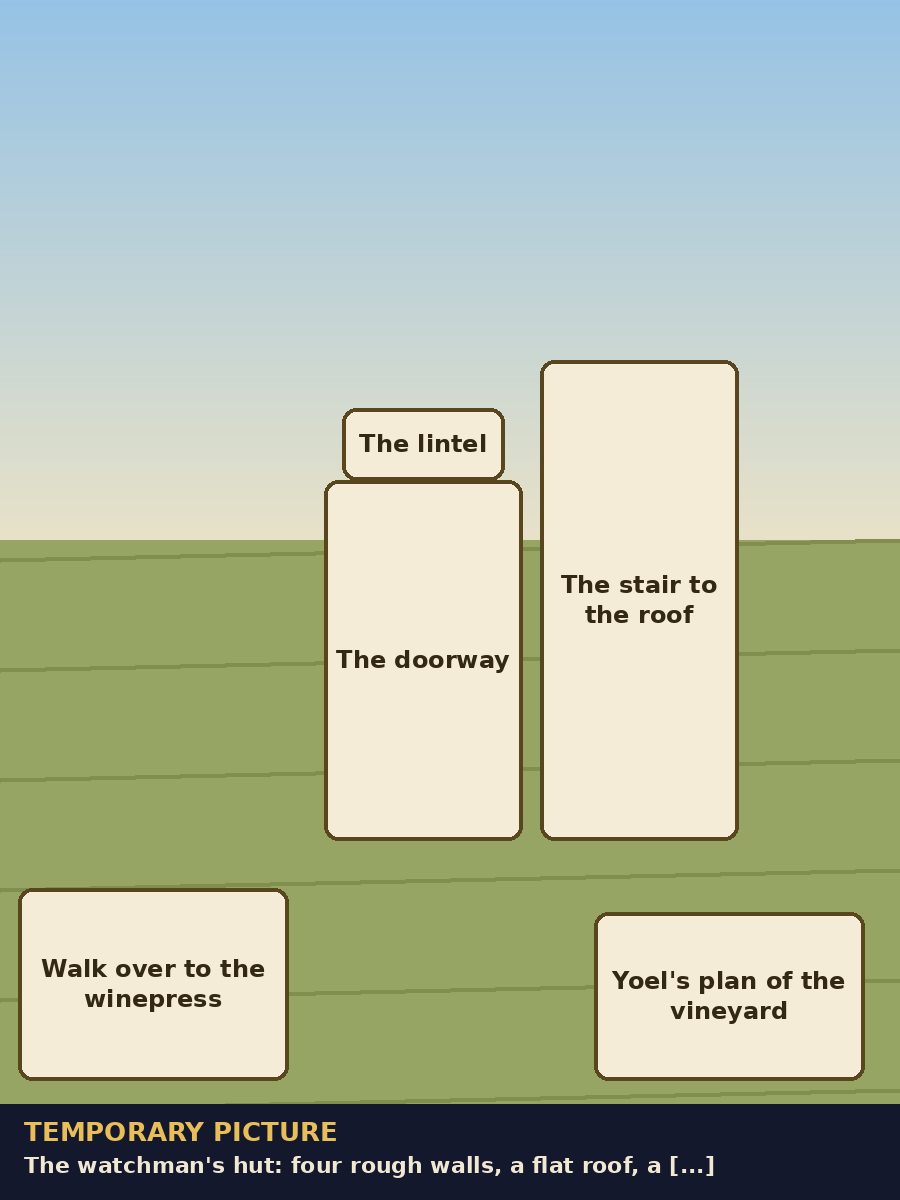 The lintel
The stair to
the roof
The doorway
Walk over to the
winepress
Yoel's plan of the
vineyard
TEMPORARY PICTURE
The watchman's hut: four rough walls, a flat roof, a [...]